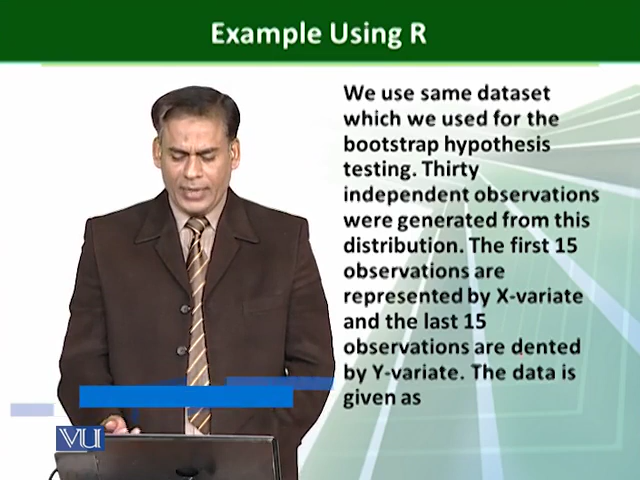 Example Using R
We use same dataset
which we used for the
bootstrap hypothesis
testing. Thirty
independent observations
were generated from this
distribution. The first 15
observations are
represented by X-variate
and the last 15
observations are dented
by Y-variate. The data is
given as
VU